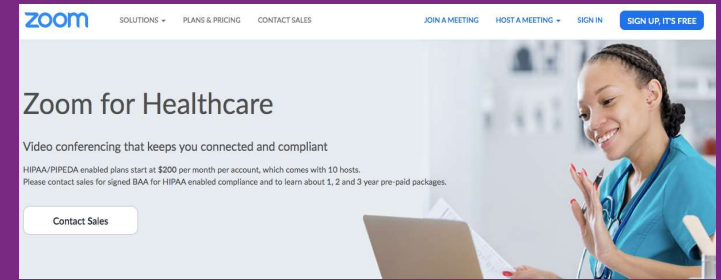 zoom SOLUTIONS PLANS & PRICING CONTACT SALES JOIN A MEETING HOST A MEETING SIGN IN SIGN UP, IT'S FREE
Zoom for Healthcare
Video conferencing that keeps you connected and compliant
HIPAA/PIPEDA enabled plans start at $200 per month per account, which comes with 10 hosts.
Please contact sales for signed BAA for HIPAA enabled compliance and to learn about 1, 2 and 3 year pre-paid packages.
Contact Sales